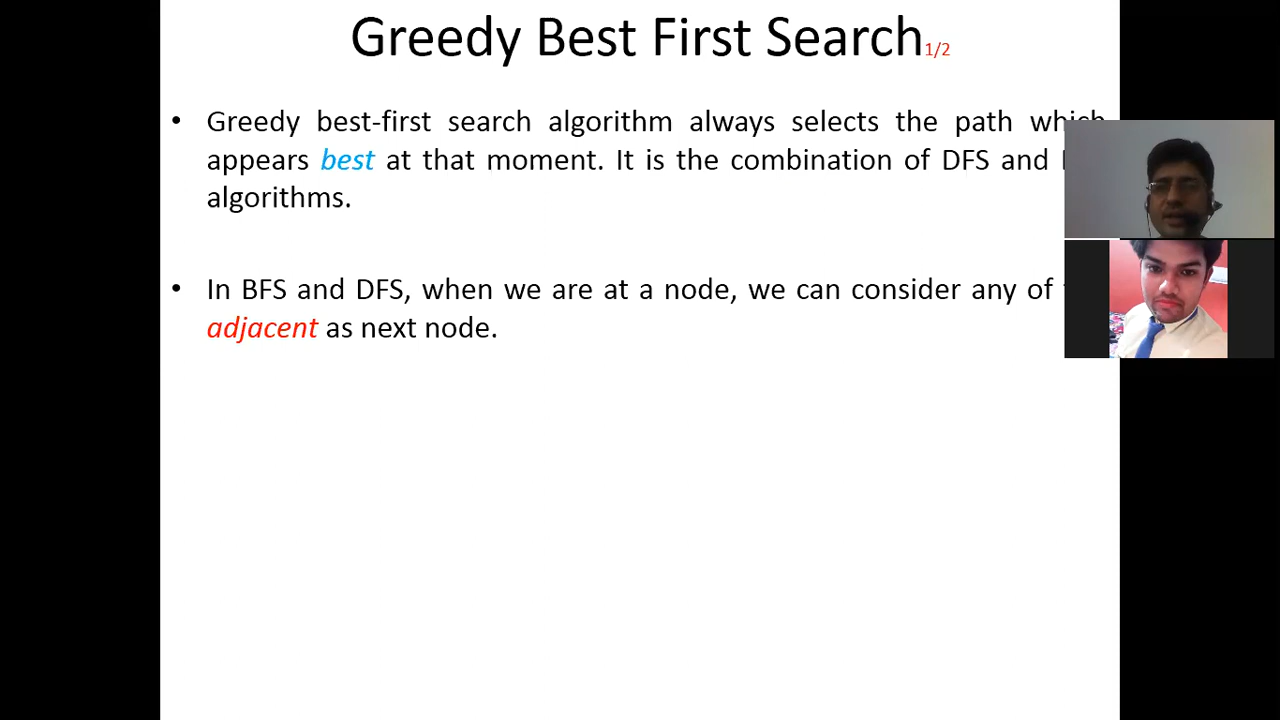 Greedy Best First Search1/2
• Greedy best-first search algorithm always selects the path which
appears best at that moment. It is the combination of DFS and
algorithms.
• In BFS and DFS, when we are at a node, we can consider any of
adjacent as next node.